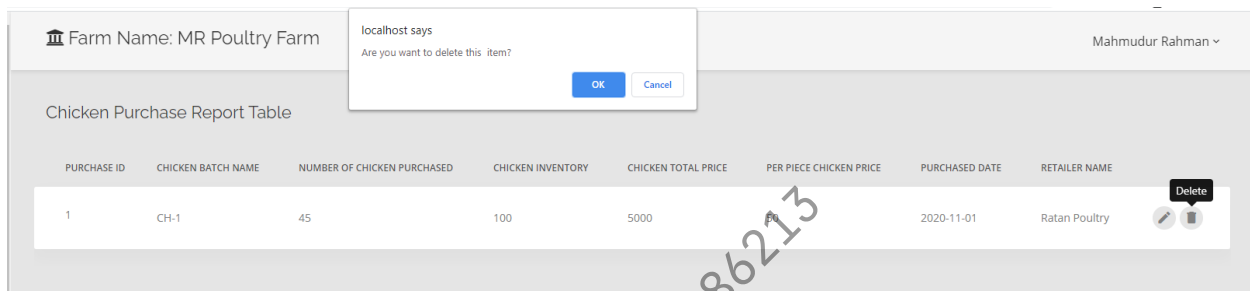 localhost says
Are you want to delete this item?
OK Cancel
Farm Name: MR Poultry Farm
Mahmudur Rahman
Chicken Purchase Report Table
PURCHASE ID CHICKEN BATCH NAME NUMBER OF CHICKEN PURCHASED CHICKEN INVENTORY CHICKEN TOTAL PRICE PER PIECE CHICKEN PRICE PURCHASED DATE RETAILER NAME
Delete
1 CH-1 45 100 5000 2020-11-01 Ratan Poultry
86213